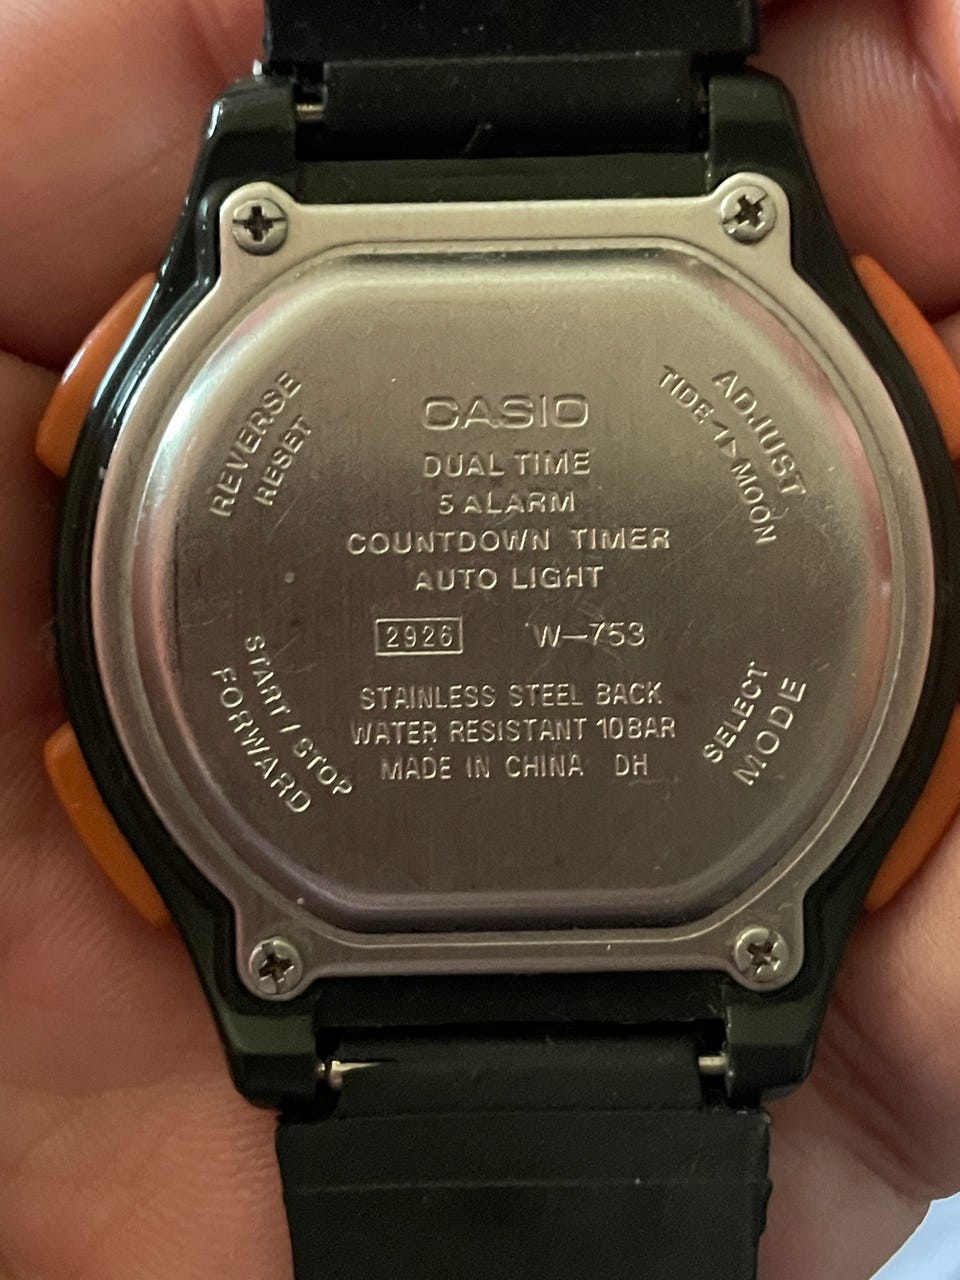 CASIO
DUAL TIME
5 ALARM
COUNTDOWN TIMER
AUTO LIGHT
2926 W-753
STAINLESS STEEL BACK
WATER RESISTANT 10BAR
MADE IN CHINA DH
REVERSE
RESET
ADJUST
TIDE ◁▶ MOON
START / STOP
FORWARD
SELECT
MODE